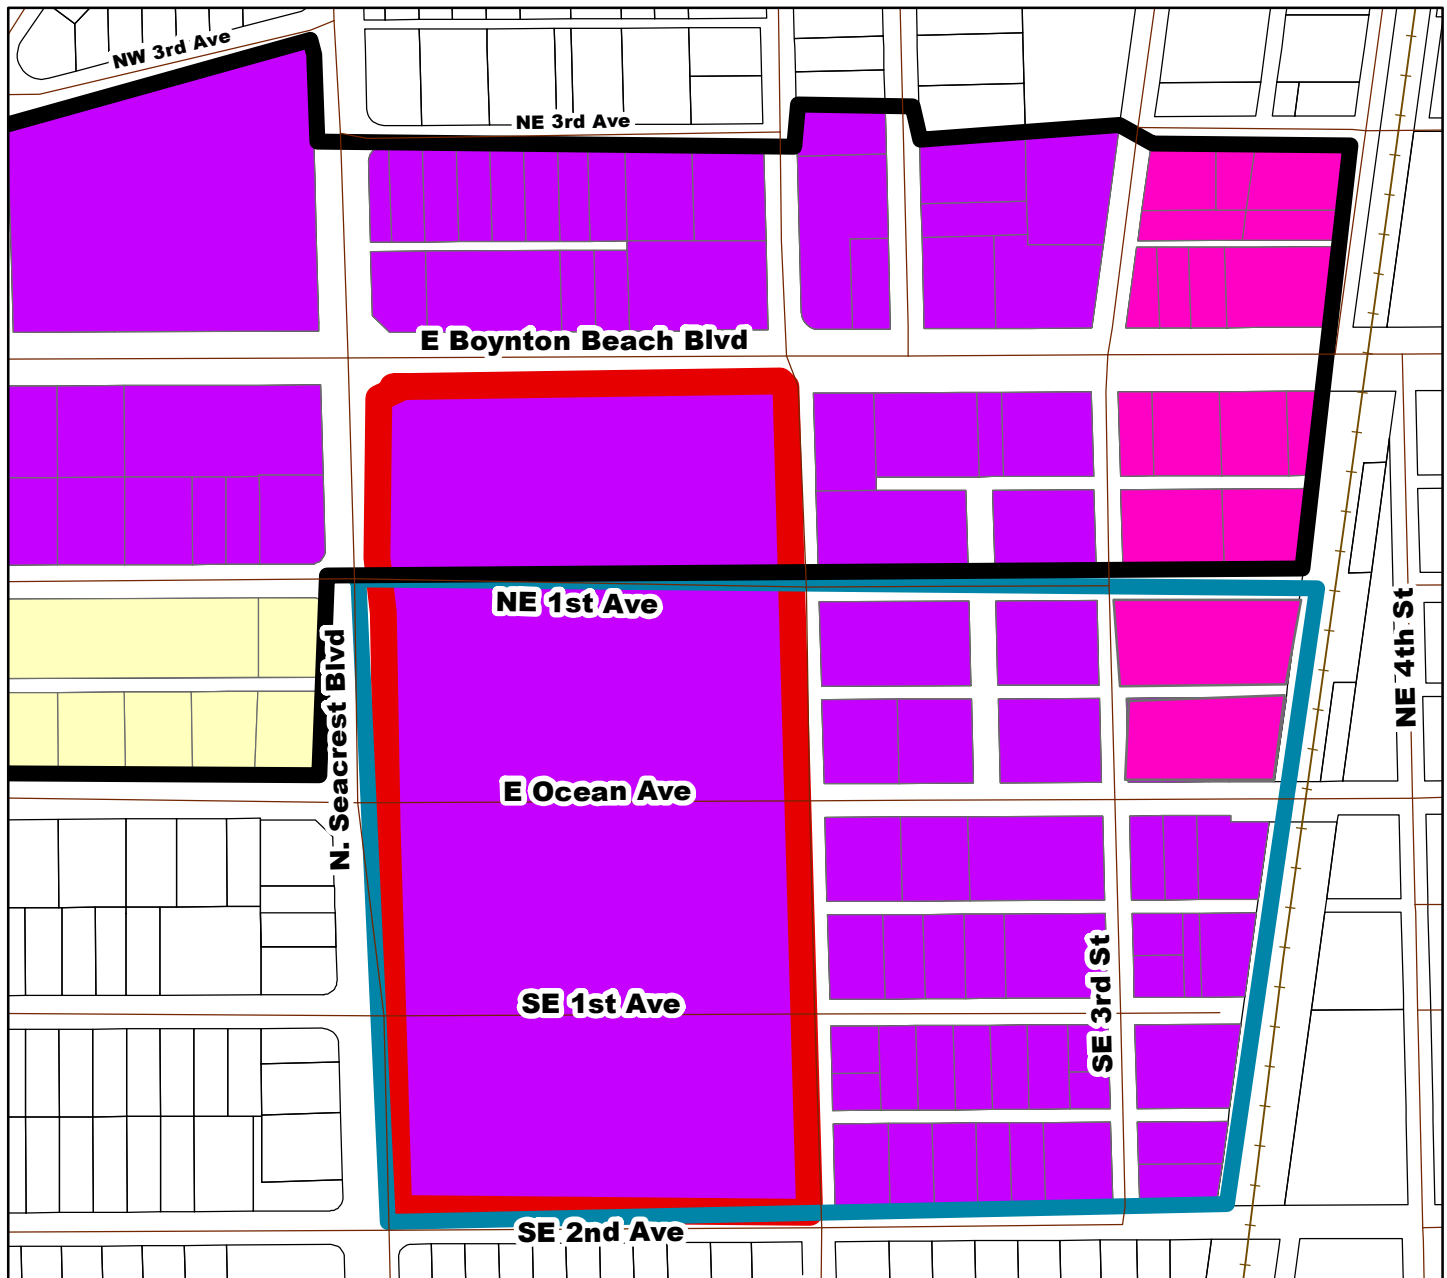 NW 3rd Ave
NE 3rd Ave
E Boynton Beach Blvd
NE 1st Ave
N. Seacrest Blvd
NE 4th St
E Ocean Ave
SE 1st Ave
SE 3rd St
SE 2nd Ave